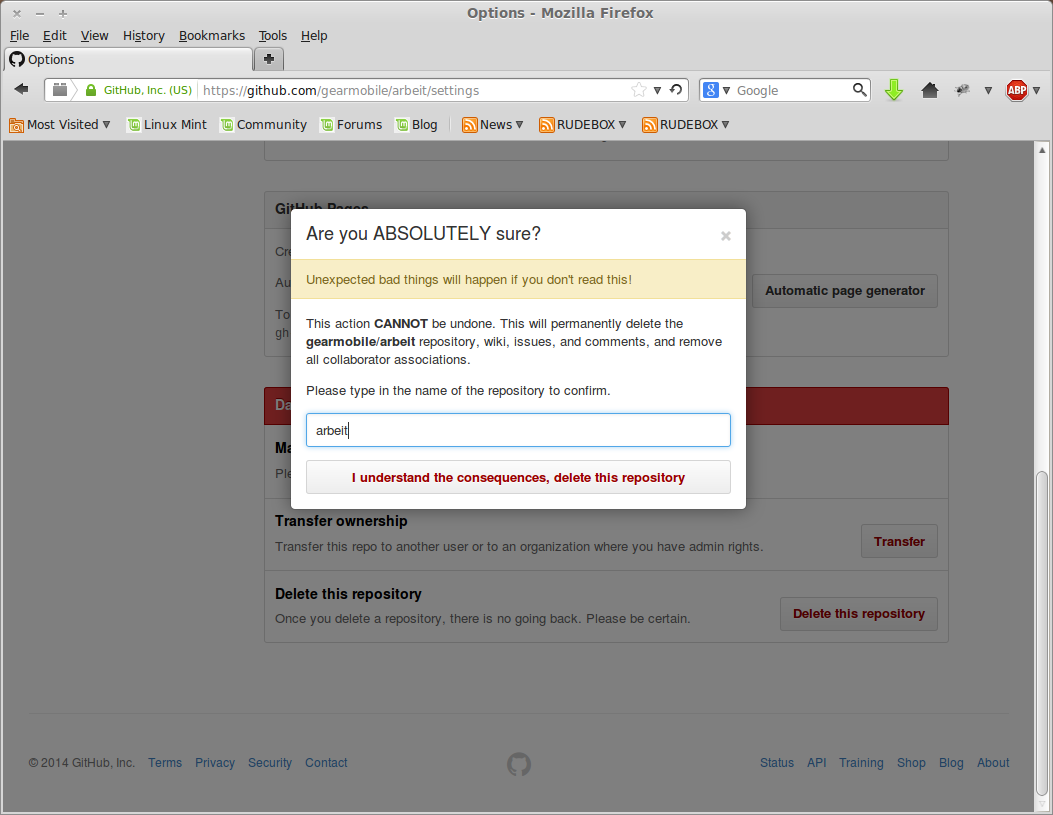 Options - Mozilla Firefox
File Edit View History Bookmarks Tools Help
Options
GitHub, Inc. (US) https://github.com/gearmobile/arbeit/settings Google ABP
Most Visited Linux Mint Community Forums Blog News RUDEBOX RUDEBOX
GitHub Pages
Are you ABSOLUTELY sure?
Unexpected bad things will happen if you don't read this!
Automatic page generator
This action CANNOT be undone. This will permanently delete the
gearmobile/arbeit repository, wiki, issues, and comments, and remove
all collaborator associations.
Please type in the name of the repository to confirm.
arbeit
I understand the consequences, delete this repository
Transfer ownership
Transfer this repo to another user or to an organization where you have admin rights.
Transfer
Delete this repository
Once you delete a repository, there is no going back. Please be certain.
Delete this repository
© 2014 GitHub, Inc. Terms Privacy Security Contact Status API Training Shop Blog About